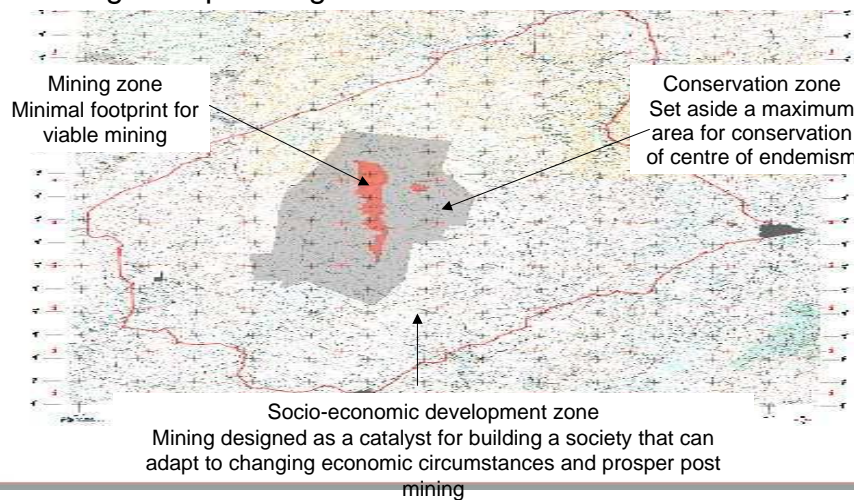 Mining zone
Minimal footprint for
viable mining
Conservation zone
Set aside a maximum
area for conservation
of centre of endemism
Socio-economic development zone
Mining designed as a catalyst for building a society that can
adapt to changing economic circumstances and prosper post
mining